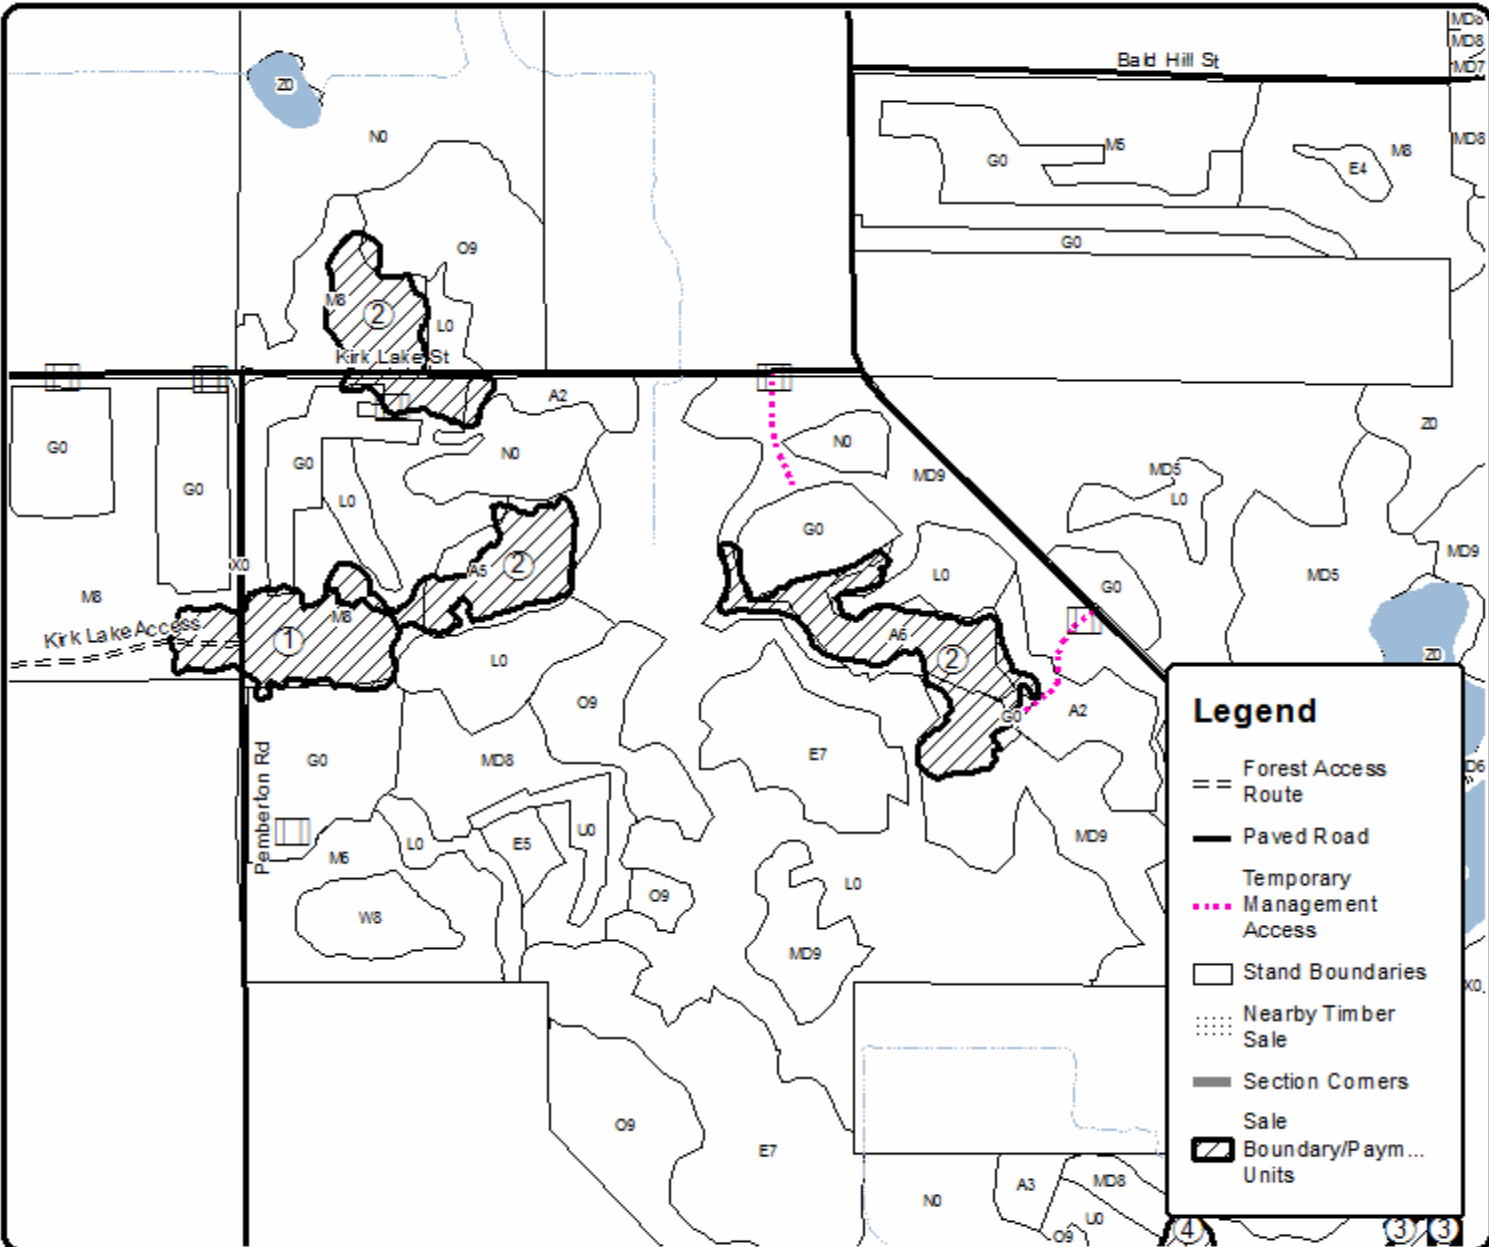 MD6
MD8
Bald Hill St
MD7
Z0
N0
M5
MD8
G0
M8
E4
O9
G0
M8
2
L0
Kirk Lake St
A2
Z0
G0
N0
N0
G0
MD9
MD5
G0
L0
L0
G0
MD9
X0
A5
2
L0
G0
MD5
M8
M8
Kirk Lake Access
1
A6
2
L0
Z0
O9
G0
A2
Legend
G0
MD8
E7
Forest Access
Route
D6
Pemberton Rd
U0
MD9
Paved Road
L0
E5
M6
Temporary
Management
Access
L0
O9
W8
MD9
Stand Boundaries
X0
Nearby Timber
Sale
Section Corners
O9
Sale
Boundary/Paym...
Units
E7
A3
MD8
N0
U0
O9
4
3
3